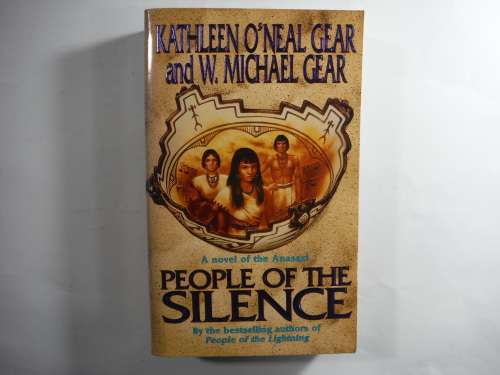 KATHLEEN O'NEAL GEAR
and W. MICHAEL GEAR
A novel of the Anasazi
PEOPLE OF THE
SILENCE
By the bestselling authors of
People of the Lightning